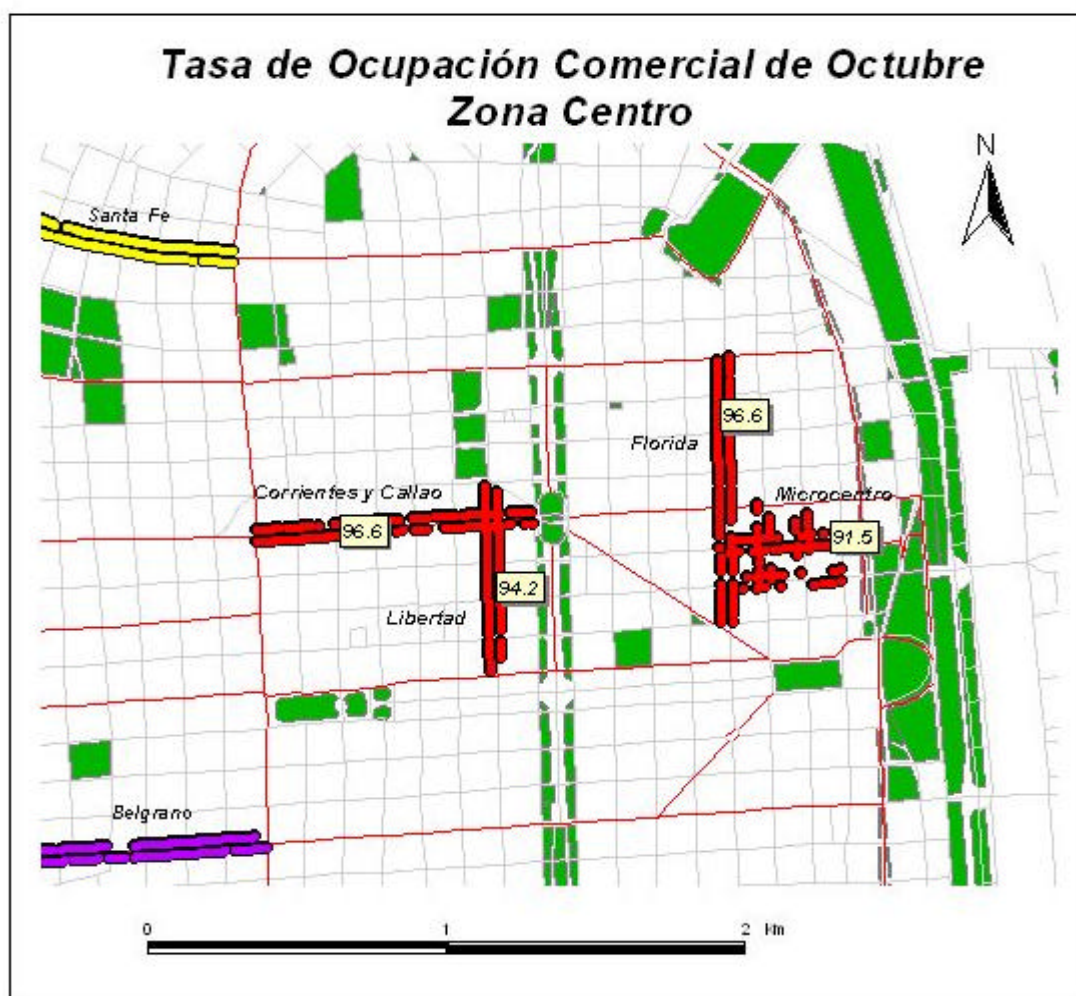 Tasa de Ocupación Comercial de Octubre
Zona Centro
N
Santa Fe
96.6
Florida
Corrientes y Callao
Microcentro
96.6
91.5
94.2
Libertad
Belgrano
0 1 2 km